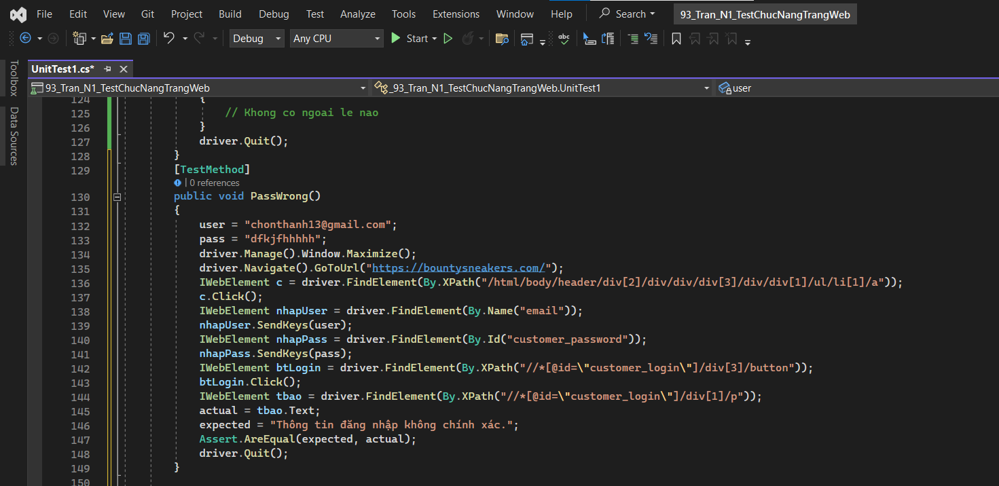 File Edit View Git Project Build Debug Test Analyze Tools Extensions Window Help Search 93_Tran_N1_TestChucNangTrangWeb
Debug Any CPU Start abc
Toolbox
Data Sources
UnitTest1.cs*
93_Tran_N1_TestChucNangTrangWeb _93_Tran_N1_TestChucNangTrangWeb.UnitTest1 user
124 {
125 // Khong co ngoai le nao
126 }
127 driver.Quit();
128 }
129 [TestMethod]
| 0 references
130 public void PassWrong()
131 {
132 user = "chonthanh13@gmail.com";
133 pass = "dfkjfhhhhh";
134 driver.Manage().Window.Maximize();
135 driver.Navigate().GoToUrl("https://bountysneakers.com/");
136 IWebElement c = driver.FindElement(By.XPath("/html/body/header/div[2]/div/div/div[3]/div/div[1]/ul/li[1]/a"));
137 c.Click();
138 IWebElement nhapUser = driver.FindElement(By.Name("email"));
139 nhapUser.SendKeys(user);
140 IWebElement nhapPass = driver.FindElement(By.Id("customer_password"));
141 nhapPass.SendKeys(pass);
142 IWebElement btLogin = driver.FindElement(By.XPath("//*[@id=\"customer_login\"]/div[3]/button"));
143 btLogin.Click();
144 IWebElement tbao = driver.FindElement(By.XPath("//*[@id=\"customer_login\"]/div[1]/p"));
145 actual = tbao.Text;
146 expected = "Thông tin đăng nhập không chính xác.";
147 Assert.AreEqual(expected, actual);
148 driver.Quit();
149 }
150